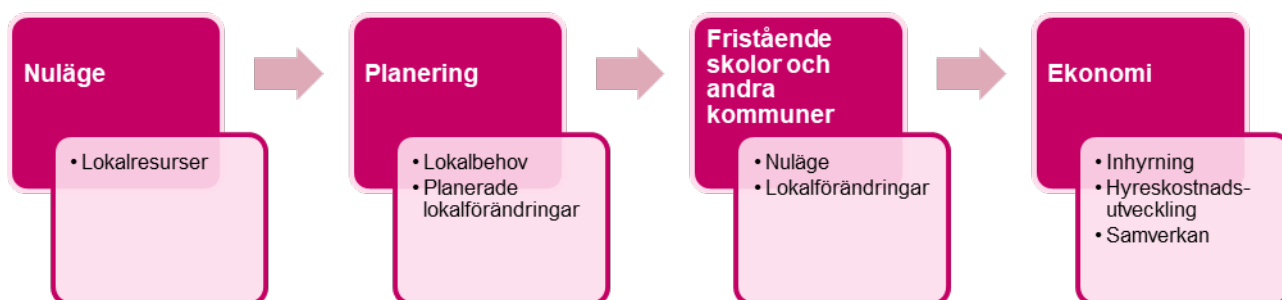 Nuläge
• Lokalresurser
Planering
• Lokalbehov
• Planerade
lokalförändringar
Fristående
skolor och
andra
kommuner
• Nuläge
• Lokalförändringar
Ekonomi
• Inhyrning
• Hyreskostnads-
utveckling
• Samverkan